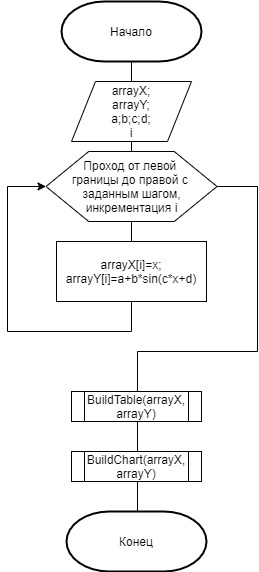 Начало
arrayX;
arrayY;
a;b;c;d;
i
Проход от левой
границы до правой с
заданным шагом,
инкрементация i
arrayX[i]=x;
arrayY[i]=a+b*sin(c*x+d)
BuildTable(arrayX,
arrayY)
BuildChart(arrayX,
arrayY)
Конец